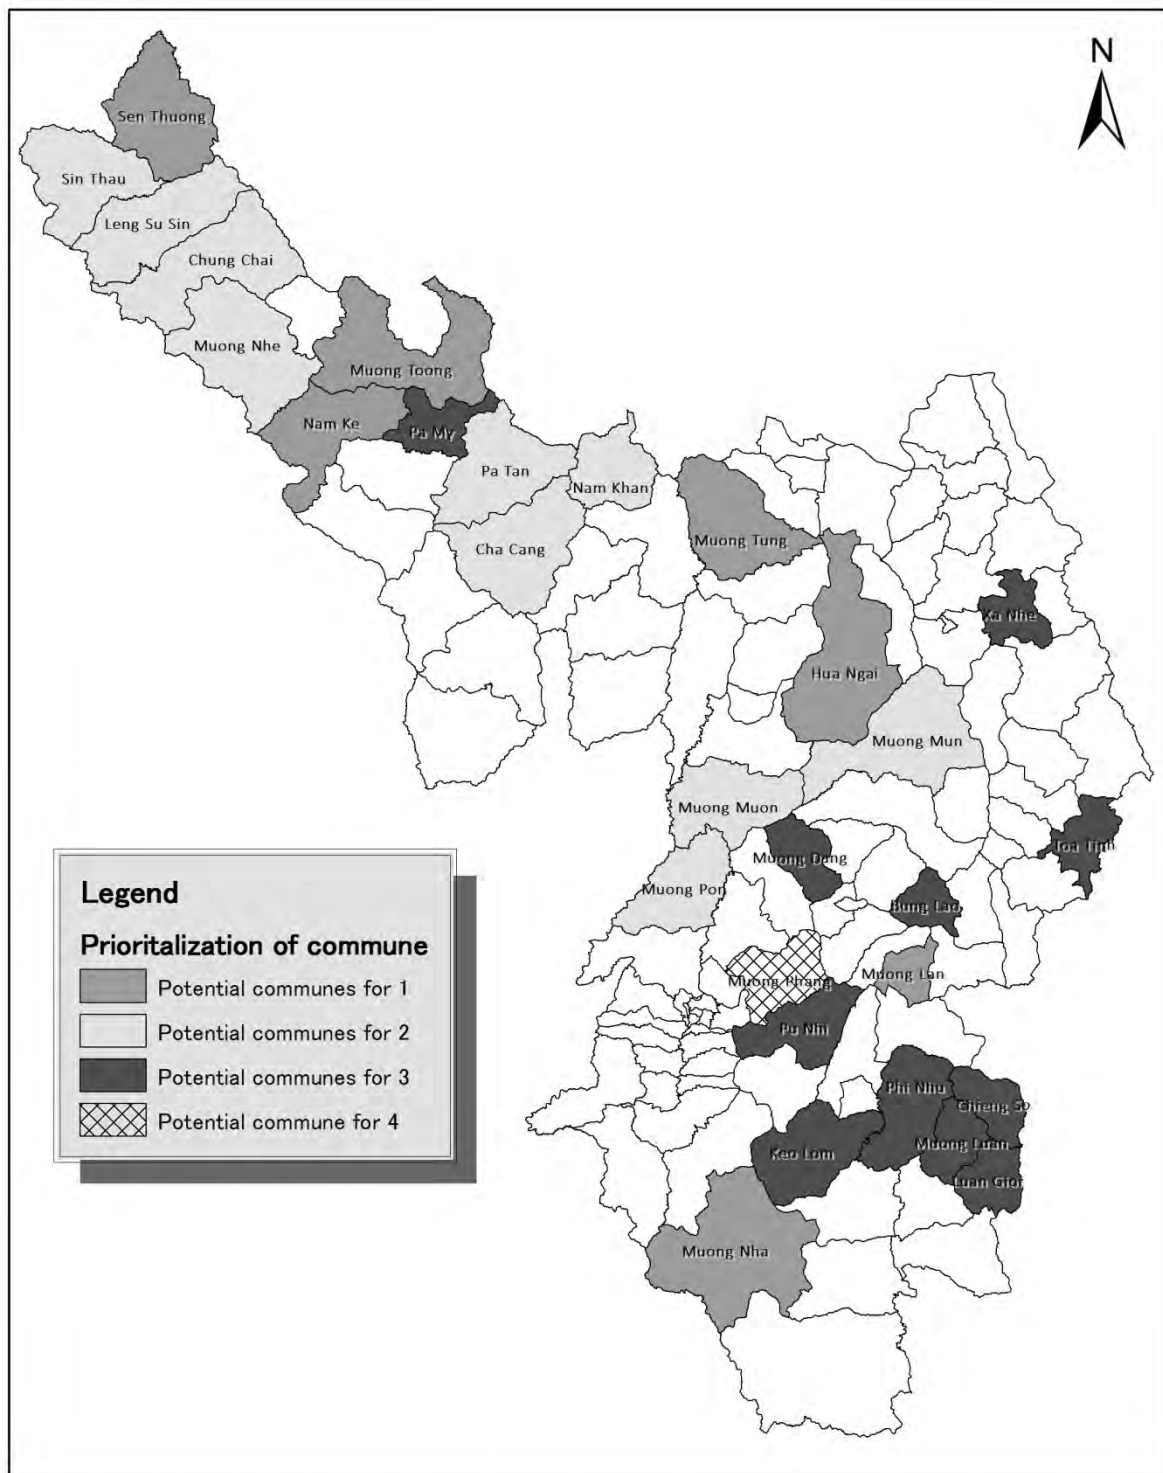 N
Sen Thuong
Sin Thau
Leng Su Sin
Chung Chai
Muong Nhe
Muong Toong
Nam Ke
Pa My
Pa Tan
Nam Khan
Cha Cang
Muong Tung
Xa Nhe
Hua Ngai
Muong Mun
Muong Muon
Toa Tinh
Muong Dang
Muong Pon
Bung Lao
Muong Lan
Muong Phang
Pu Nhi
Phi Nhu
Chieng So
Muong Luan
Keo Lom
Luan Gioi
Muong Nha
Legend
Prioritalization of commune
Potential communes for 1
Potential communes for 2
Potential communes for 3
Potential commune for 4